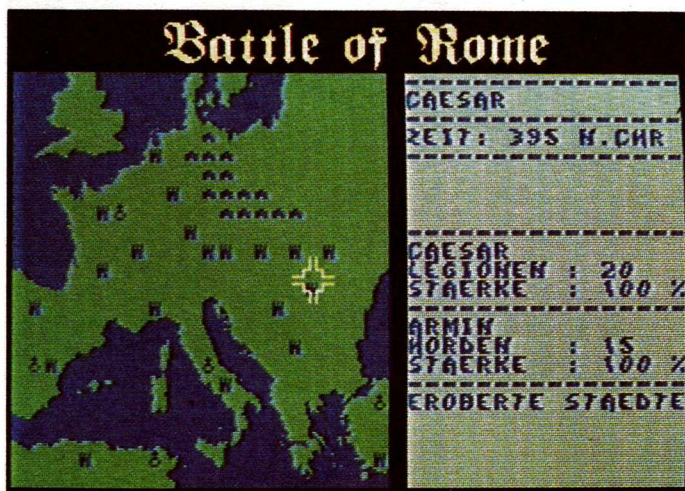 Battle of Rome
CAESAR
ZEIT: 395 N.CHR
CAESAR
LEGIONEN : 20
STAERKE : 100 %
ARMIN
HORDEN : 15
STAERKE : 100 %
EROBERTE STAEDTE